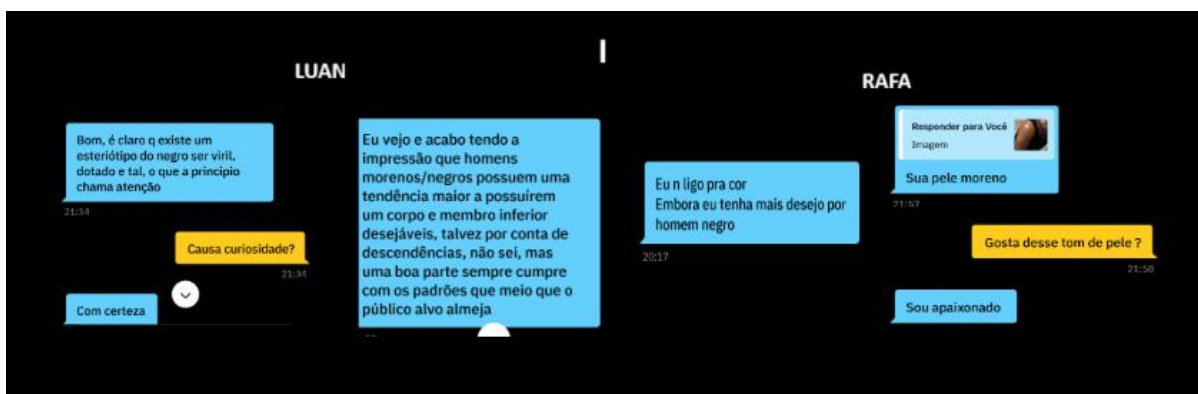 I
LUAN
Bom, é claro q existe um
esteriótipo do negro ser viril,
dotado e tal, o que a principio
chama atenção
21:34
Causa curiosidade?
21:34
Com certeza
Eu vejo e acabo tendo a
impressão que homens
morenos/negros possuem uma
tendência maior a possuírem
um corpo e membro inferior
desejáveis, talvez por conta de
descendências, não sei, mas
uma boa parte sempre cumpre
com os padrões que meio que o
público alvo almeja
RAFA
Eu n ligo pra cor
Embora eu tenha mais desejo por
homem negro
20:17
Responder para Você
Imagem
Sua pele moreno
21:57
Gosta desse tom de pele ?
21:58
Sou apaixonado